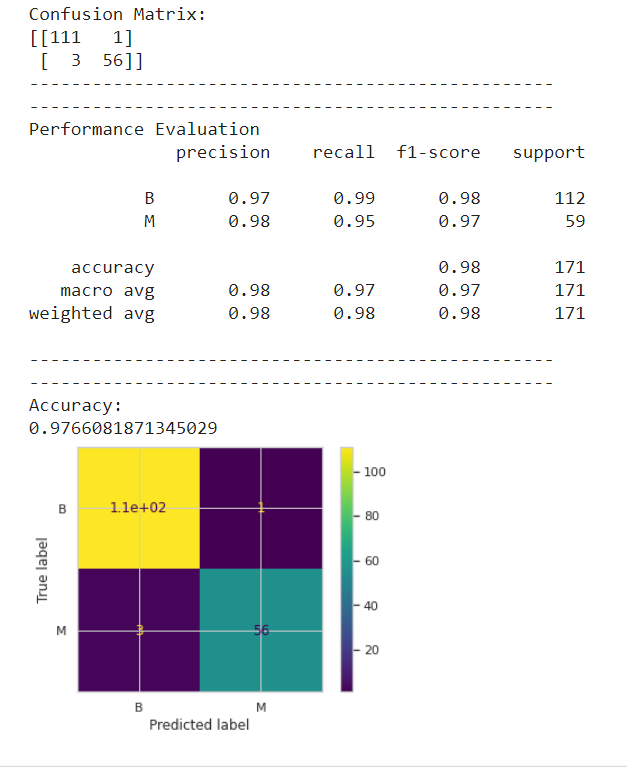 Confusion Matrix:
[[111   1]
 [  3  56]]
--------------------------------------------------
--------------------------------------------------
Performance Evaluation
              precision    recall  f1-score   support

           B       0.97      0.99      0.98       112
           M       0.98      0.95      0.97        59

    accuracy                           0.98       171
   macro avg       0.98      0.97      0.97       171
weighted avg       0.98      0.98      0.98       171

--------------------------------------------------
--------------------------------------------------
Accuracy:
0.9766081871345029
100
80
60
40
20
True label
B
1.1e+02 1
M
3 56
B M
Predicted label